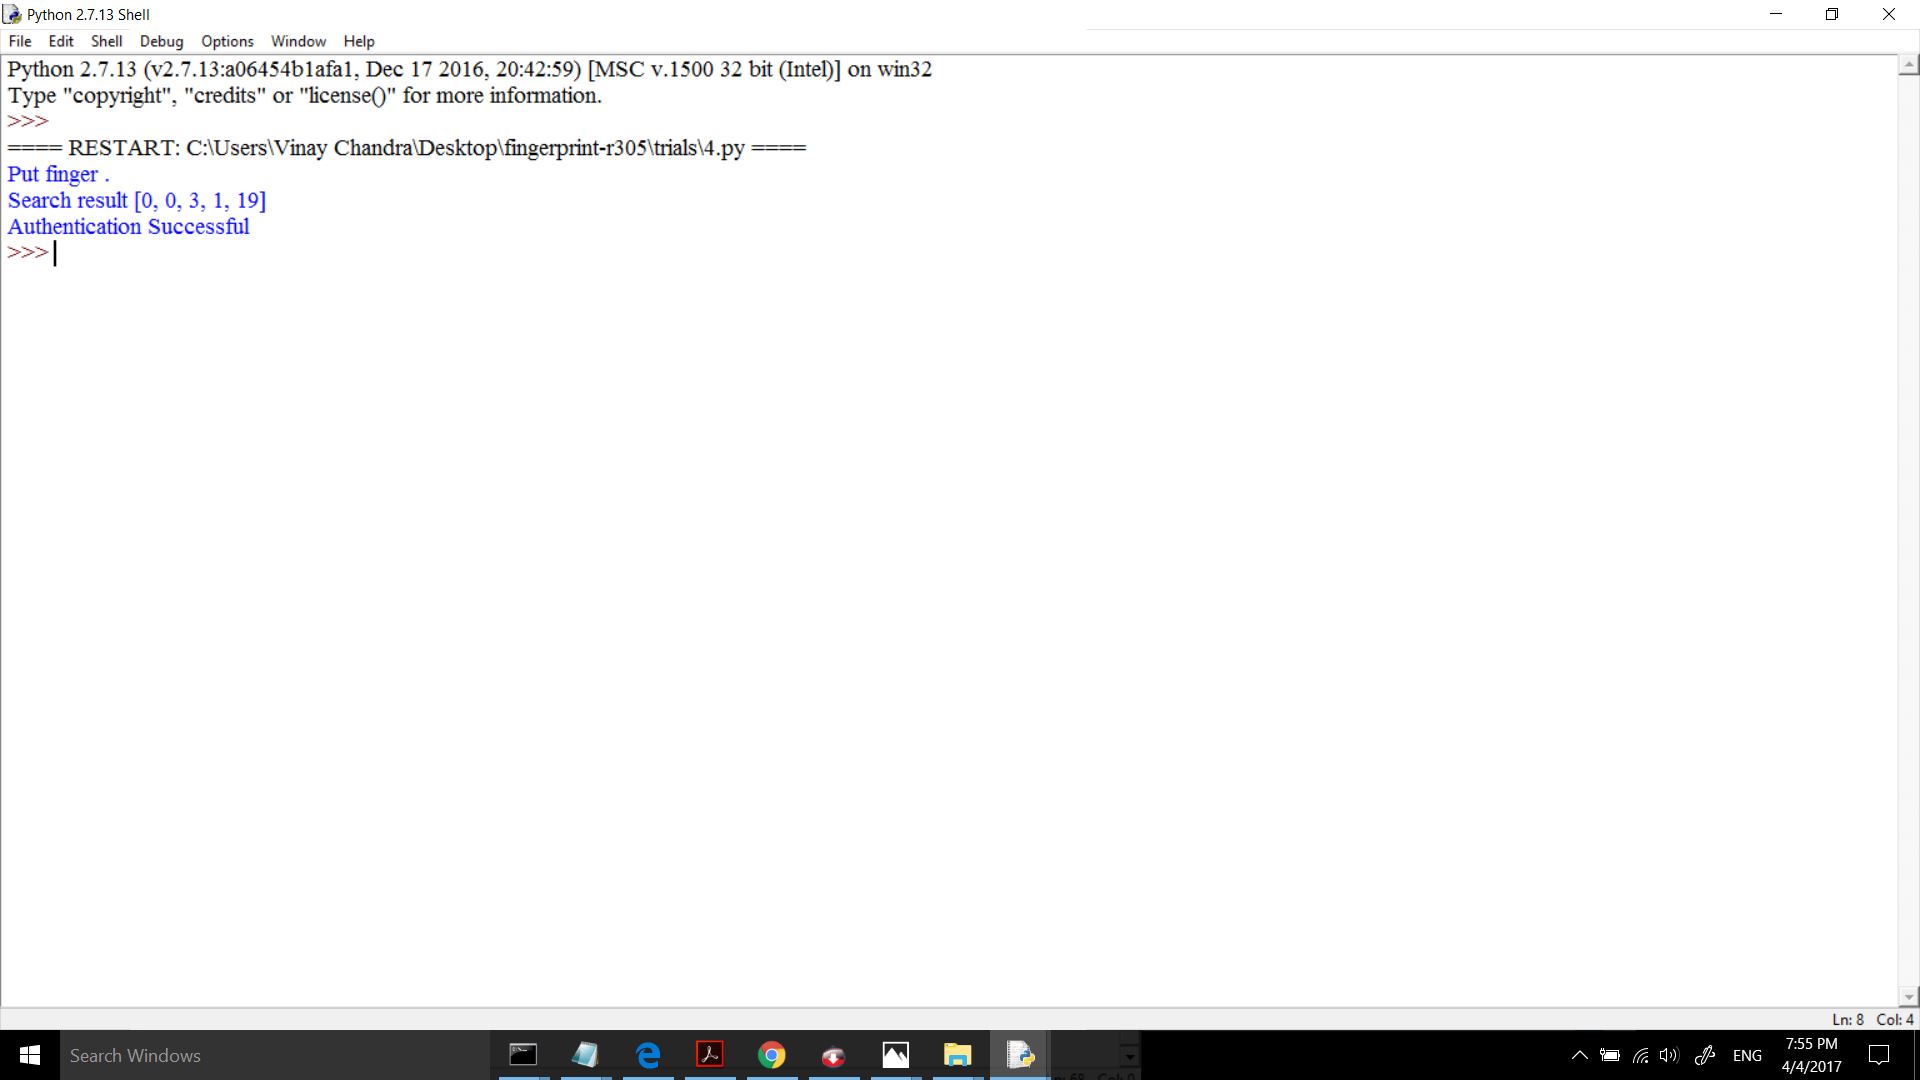 Python 2.7.13 Shell
File Edit Shell Debug Options Window Help
Python 2.7.13 (v2.7.13:a06454b1afa1, Dec 17 2016, 20:42:59) [MSC v.1500 32 bit (Intel)] on win32
Type "copyright", "credits" or "license()" for more information.
>>>
==== RESTART: C:\Users\Vinay Chandra\Desktop\fingerprint-r305\trials\4.py ====
Put finger .
Search result [0, 0, 3, 1, 19]
Authentication Successful
>>>
Ln: 8 Col: 4
Search Windows
ENG
7:55 PM
4/4/2017